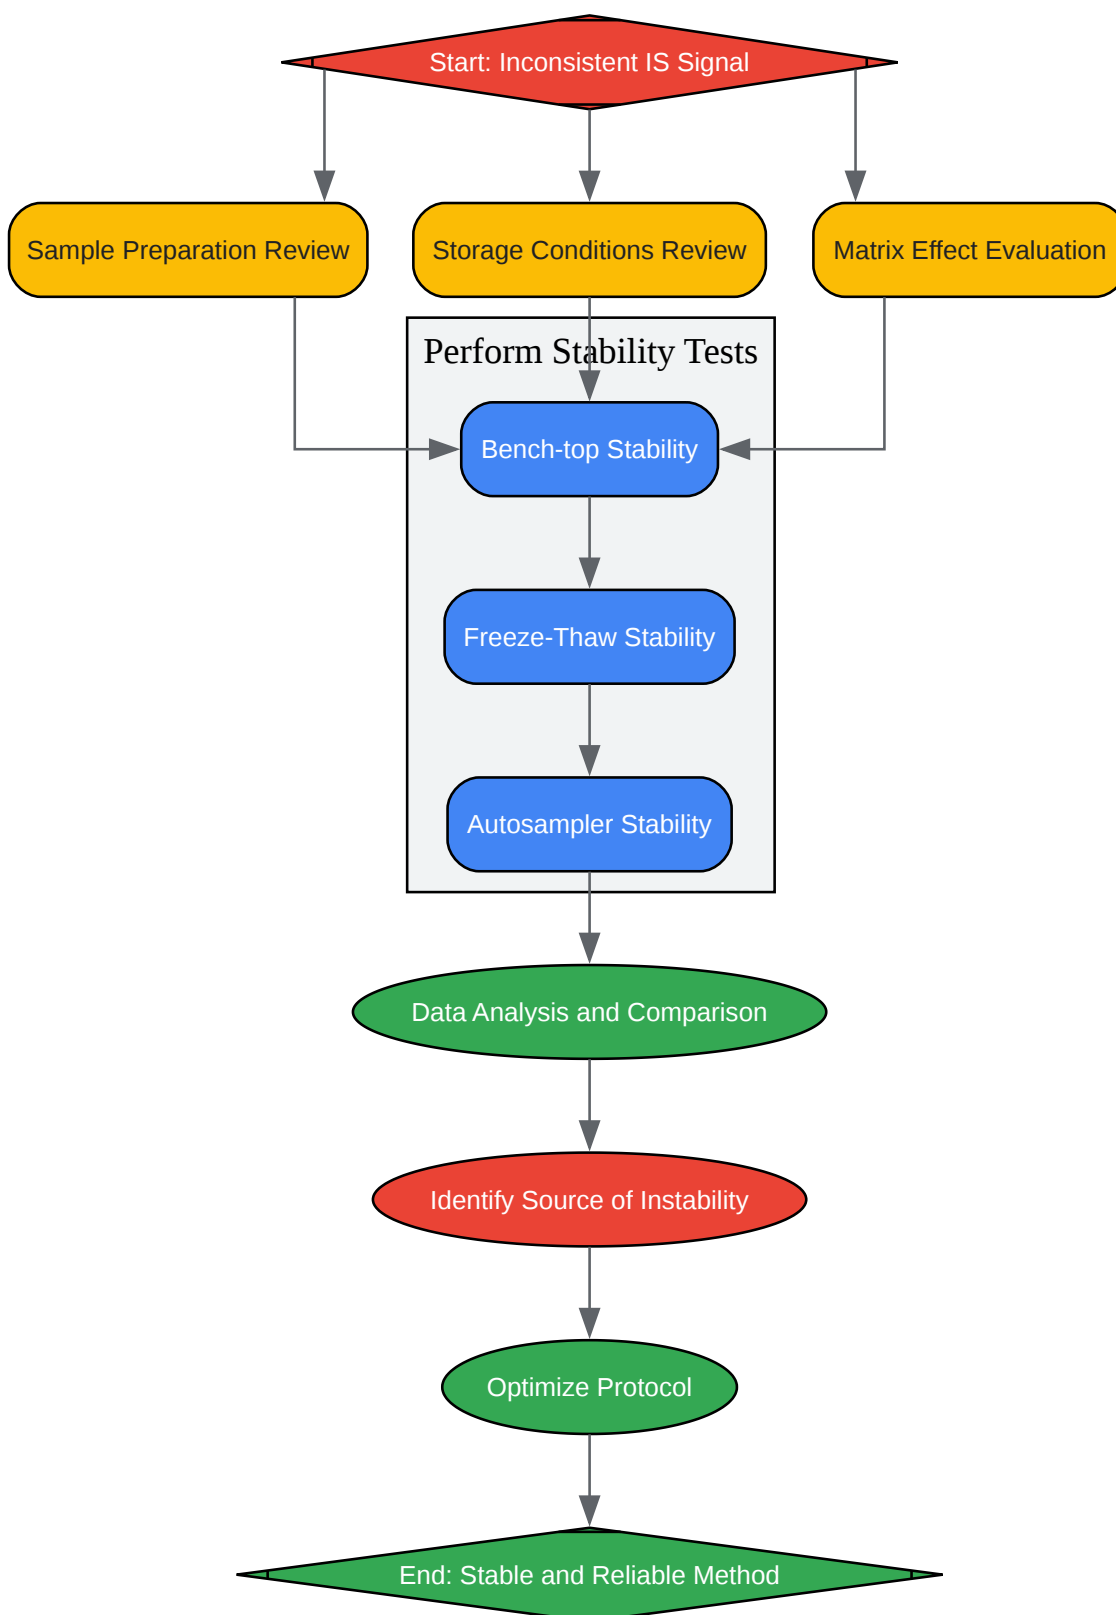 Start: Inconsistent IS Signal
Sample Preparation Review
Storage Conditions Review
Matrix Effect Evaluation
Perform Stability Tests
Bench-top Stability
Freeze-Thaw Stability
Autosampler Stability
Data Analysis and Comparison
Identify Source of Instability
Optimize Protocol
End: Stable and Reliable Method